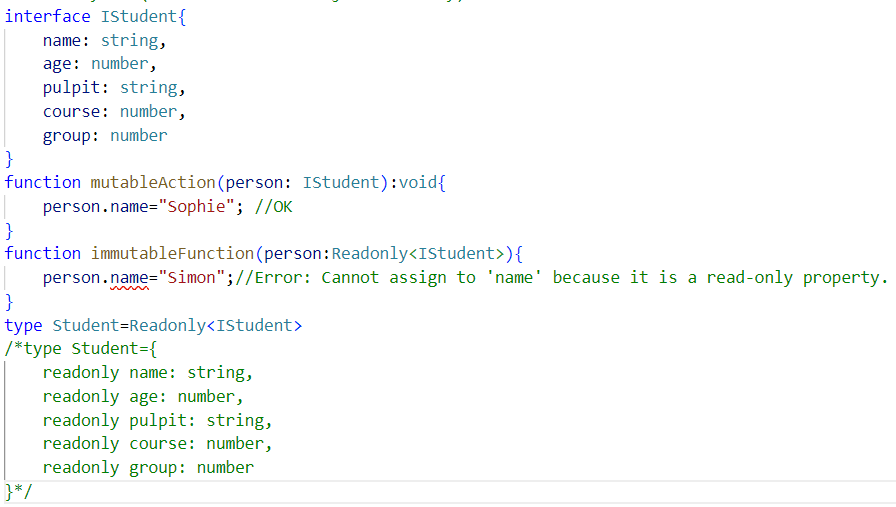 interface IStudent{
    name: string,
    age: number,
    pulpit: string,
    course: number,
    group: number
}
function mutableAction(person: IStudent):void{
    person.name="Sophie"; //OK
}
function immutableFunction(person:Readonly<IStudent>){
    person.name="Simon";//Error: Cannot assign to 'name' because it is a read-only property.
}
type Student=Readonly<IStudent>
/*type Student={
    readonly name: string,
    readonly age: number,
    readonly pulpit: string,
    readonly course: number,
    readonly group: number
}*/